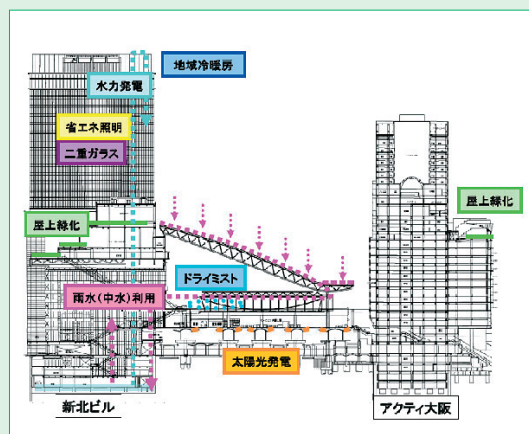 地域冷暖房
水力発電
省エネ照明
二重ガラス
屋上緑化
屋上緑化
ドライミスト
雨水(中水)利用
太陽光発電
新北ビル
アクティ大阪